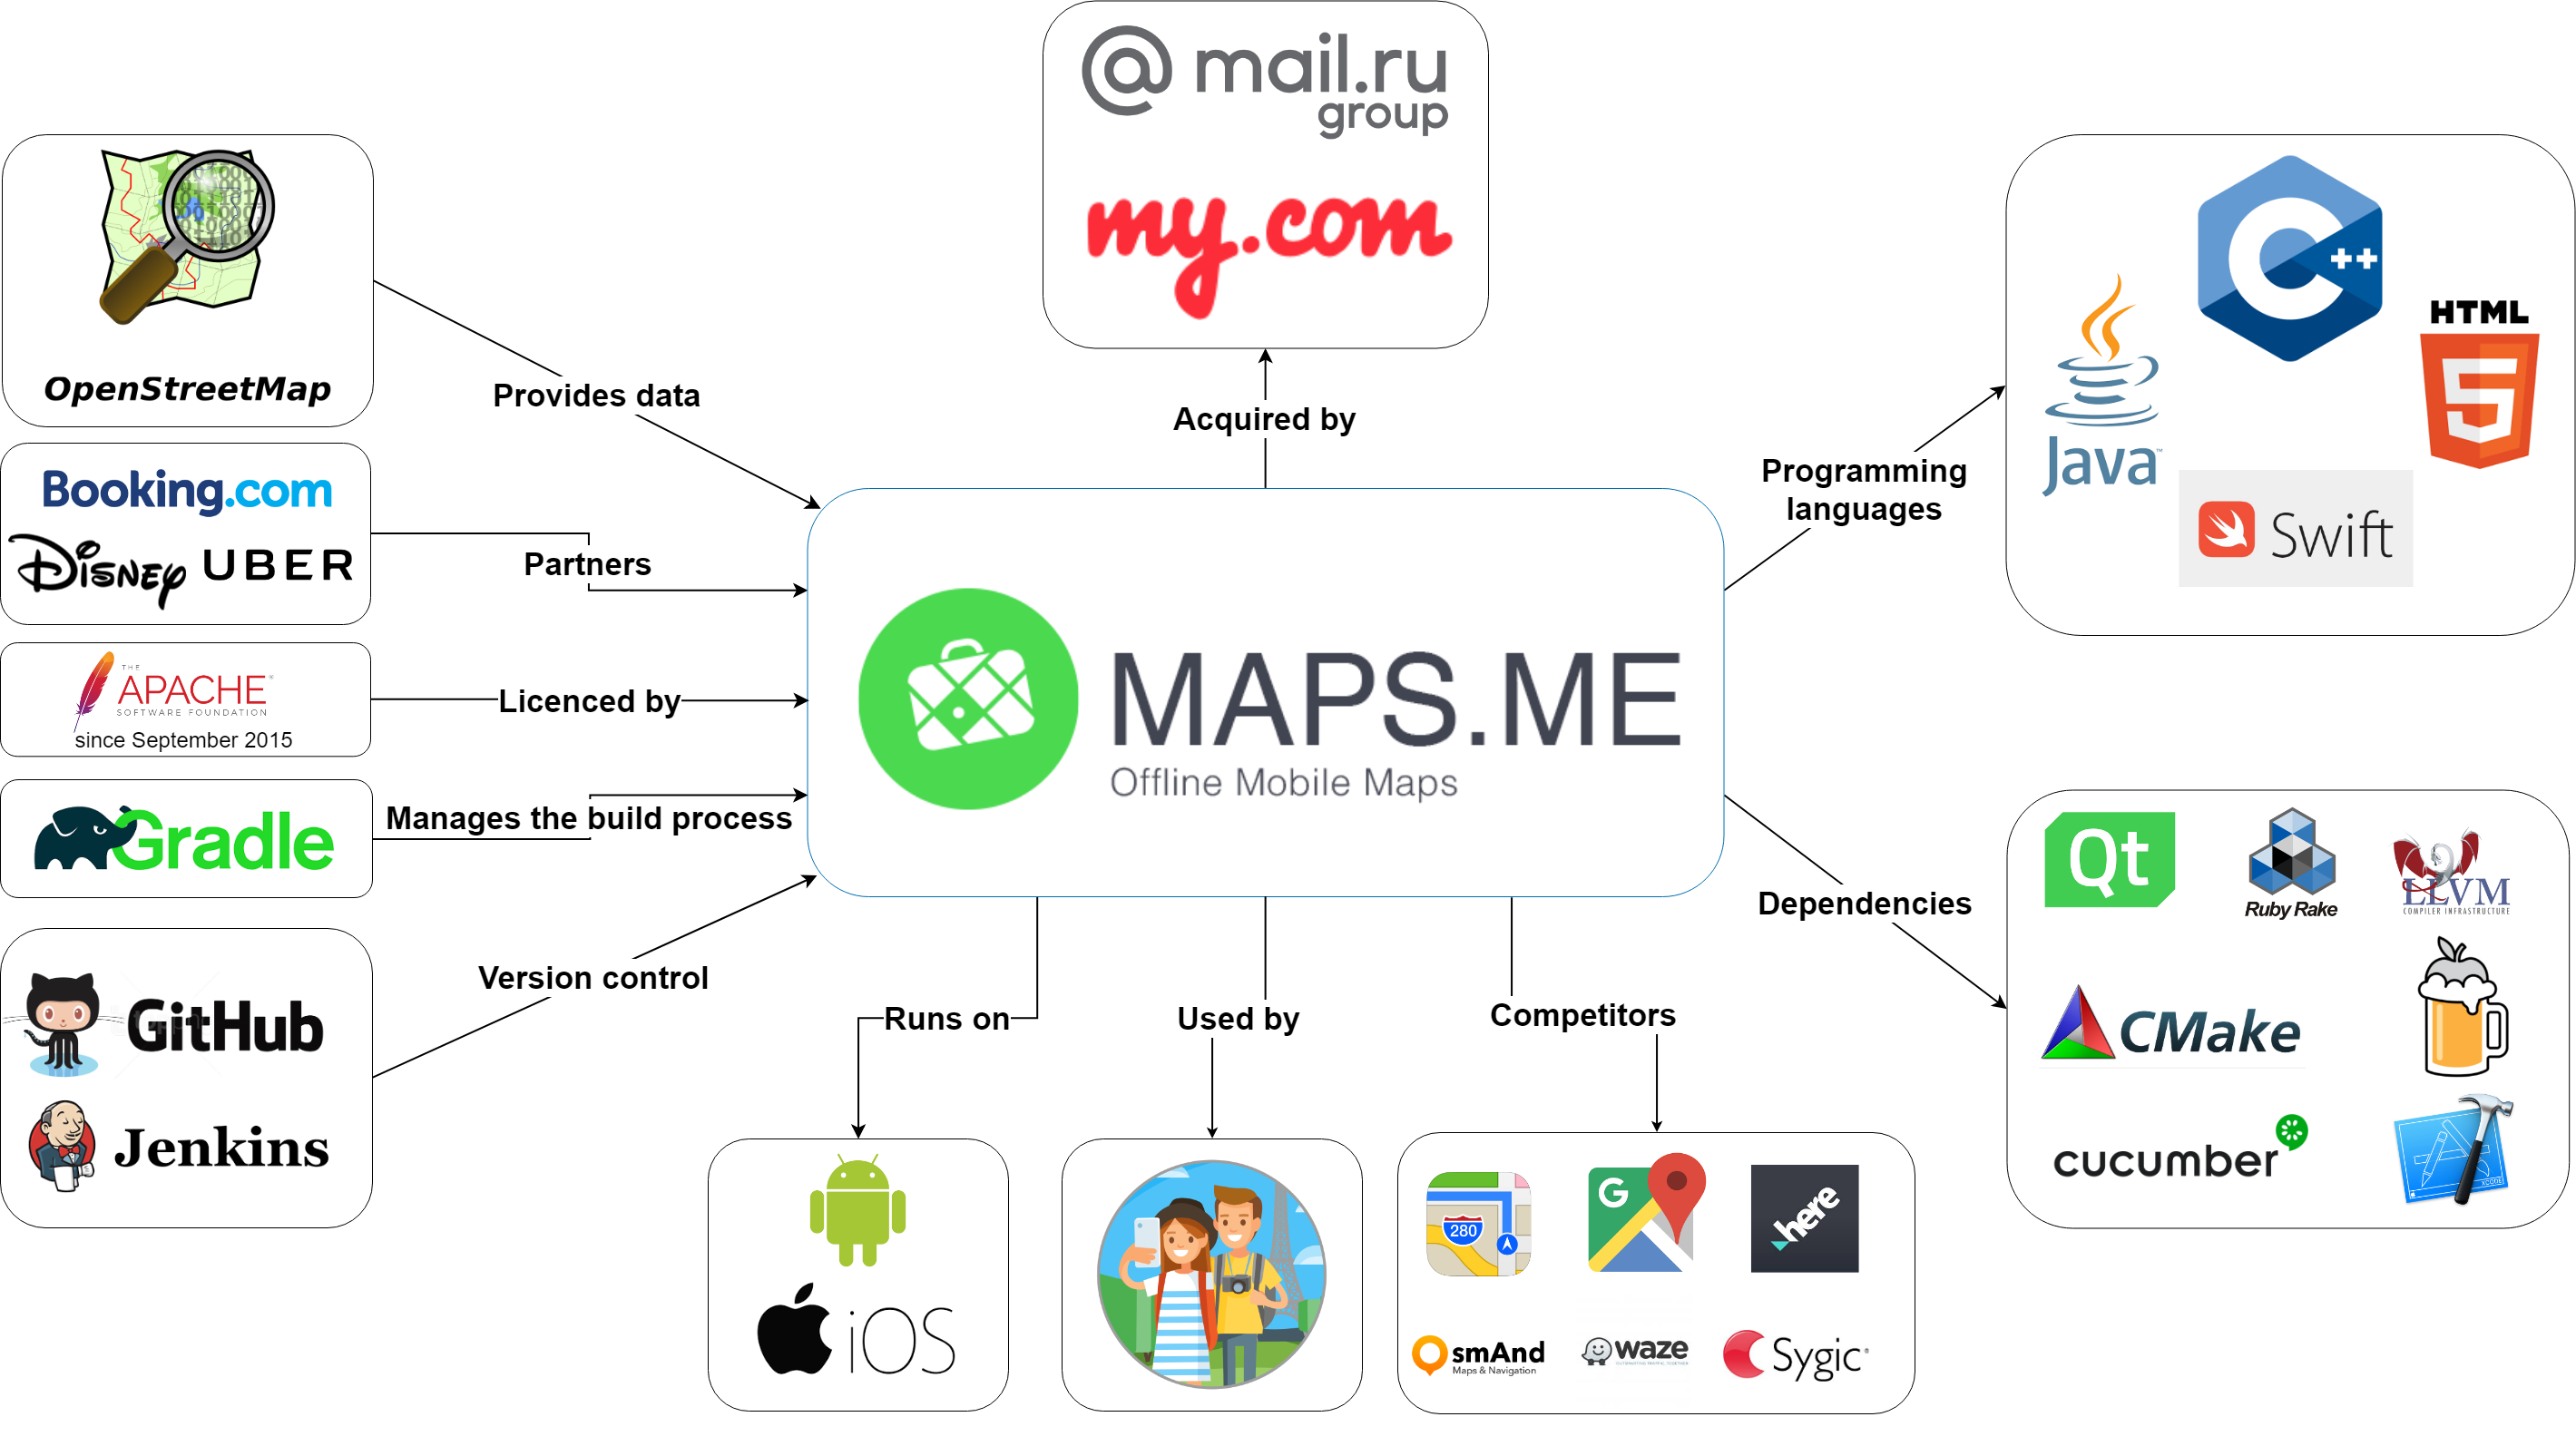 @ mail.ru
group
my.com
OpenStreetMap
Provides data
Acquired by
Booking.com
Disney UBER
Partners
THE
APACHE
SOFTWARE FOUNDATION
since September 2015
Licenced by
Gradle
Manages the build process
GitHub
Jenkins
Version control
MAPS.ME
Offline Mobile Maps
Programming
languages
C++
HTML
5
Java™
Swift
Dependencies
Qt
Ruby Rake
LLVM
COMPILER INFRASTRUCTURE
CMake
cucumber
XCODE
Runs on
iOS
Used by
Competitors
280
G
here
OsmAnd
Maps & Navigation
waze
Sygic